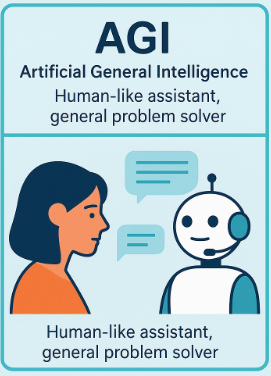 AGI
Artificial General Intelligence
Human-like assistant,
general problem solver
Human-like assistant,
general problem solver